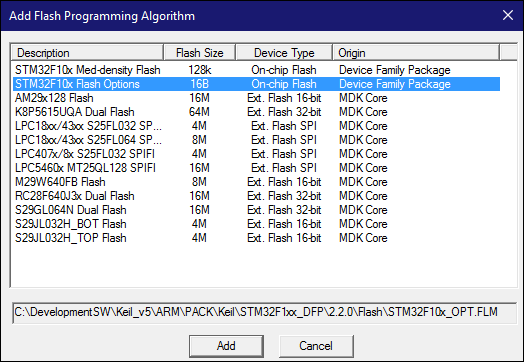 Add Flash Programming Algorithm
Description Flash Size Device Type Origin
STM32F10x Med-density Flash 128k On-chip Flash Device Family Package
STM32F10x Flash Options 16B On-chip Flash Device Family Package
AM29x128 Flash 16M Ext. Flash 16-bit MDK Core
K8P5615UQA Dual Flash 64M Ext. Flash 32-bit MDK Core
LPC18xx/43xx S25FL032 SP... 4M Ext. Flash SPI MDK Core
LPC18xx/43xx S25FL064 SP... 8M Ext. Flash SPI MDK Core
LPC407x/8x S25FL032 SPIFI 4M Ext. Flash SPI MDK Core
LPC5460x MT25QL128 SPIFI 16M Ext. Flash SPI MDK Core
M29W640FB Flash 8M Ext. Flash 16-bit MDK Core
RC28F640J3x Dual Flash 16M Ext. Flash 32-bit MDK Core
S29GL064N Dual Flash 16M Ext. Flash 32-bit MDK Core
S29JL032H_BOT Flash 4M Ext. Flash 16-bit MDK Core
S29JL032H_TOP Flash 4M Ext. Flash 16-bit MDK Core
C:\DevelopmentSW\Keil_v5\ARM\PACK\Keil\STM32F1xx_DFP\2.2.0\Flash\STM32F10x_OPT.FLM
Add Cancel